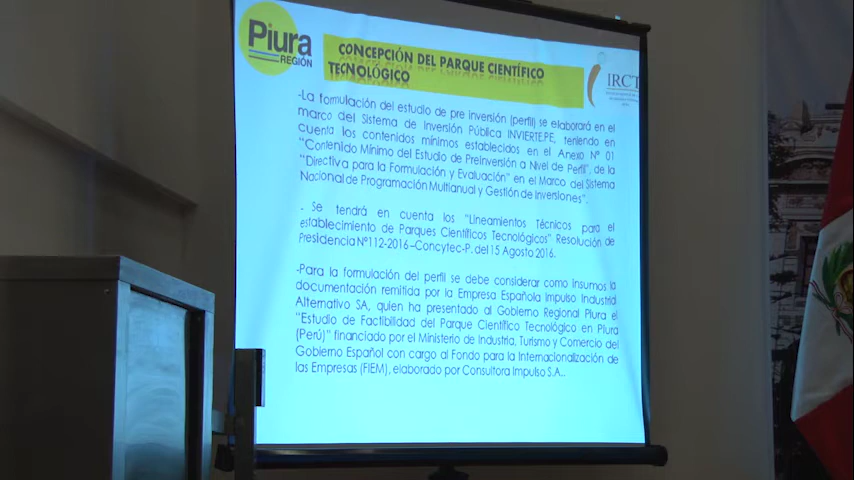 Piura
REGIÓN
CONCEPCIÓN DEL PARQUE CIENTÍFICO
TECNOLÓGICO
IRCT
-La formulación del estudio de pre inversión (perfil) se elaborará en el
marco del Sistema de Inversión Pública INVIERTE.PE, teniendo en
cuenta los contenidos mínimos establecidos en el Anexo Nº 01
"Contenido Mínimo del Estudio de PreInversión a Nivel de Perfil", de la
"Directiva para la Formulación y Evaluación" en el Marco del Sistema
Nacional de Programación Multianual y Gestión de Inversiones".
- Se tendrá en cuenta los "Lineamientos Técnicos para el
establecimiento de Parques Científicos Tecnológicos" Resolución de
Presidencia Nº112-2016 –Concytec-P. del 15 Agosto 2016.
-Para la formulación del perfil se debe considerar como insumos la
documentación remitida por la Empresa Española Impulso Industrial
Alternativo SA, quien ha presentado al Gobierno Regional Piura el
"Estudio de Factibilidad del Parque Científico Tecnológico en Piura
(Perú)" financiado por el Ministerio de Industria, Turismo y Comercio del
Gobierno Español con cargo al Fondo para la Internacionalización de
las Empresas (FIEM), elaborado por Consultora Impulso S.A..